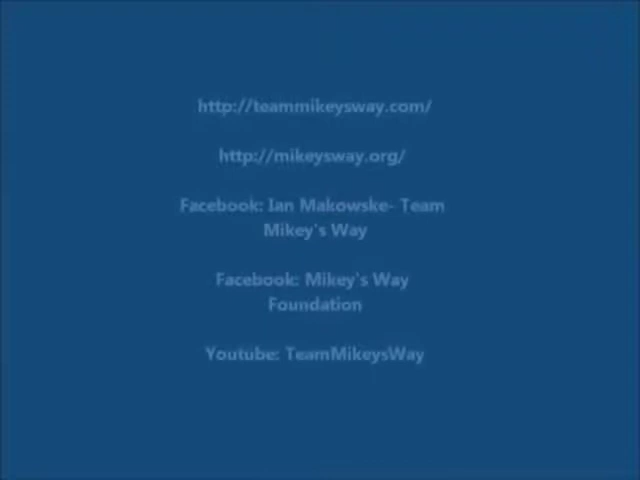 http://teammikeysway.com/
http://mikeysway.org/
Facebook: Ian Makowske- Team
Mikey's Way
Facebook: Mikey's Way
Foundation
Youtube: TeamMikeysWay